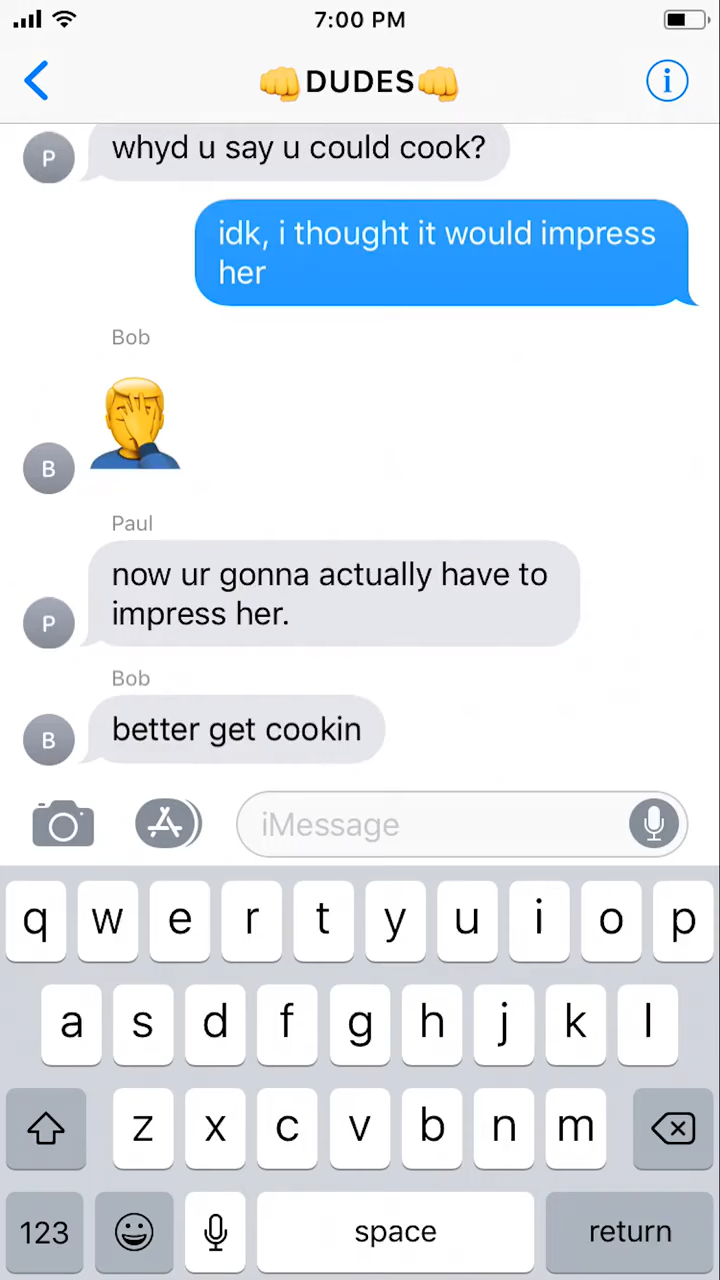 7:00 PM
👊DUDES👊
P
whyd u say u could cook?
idk, i thought it would impress
her
Bob
B
Paul
now ur gonna actually have to
impress her.
P
Bob
better get cookin
B
iMessage
q w e r t y u i o p
a s d f g h j k l
z x c v b n m
123 space return